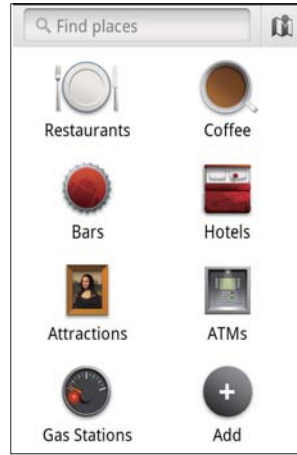 Find places
Restaurants Coffee
Bars Hotels
Attractions ATMs
Gas Stations Add